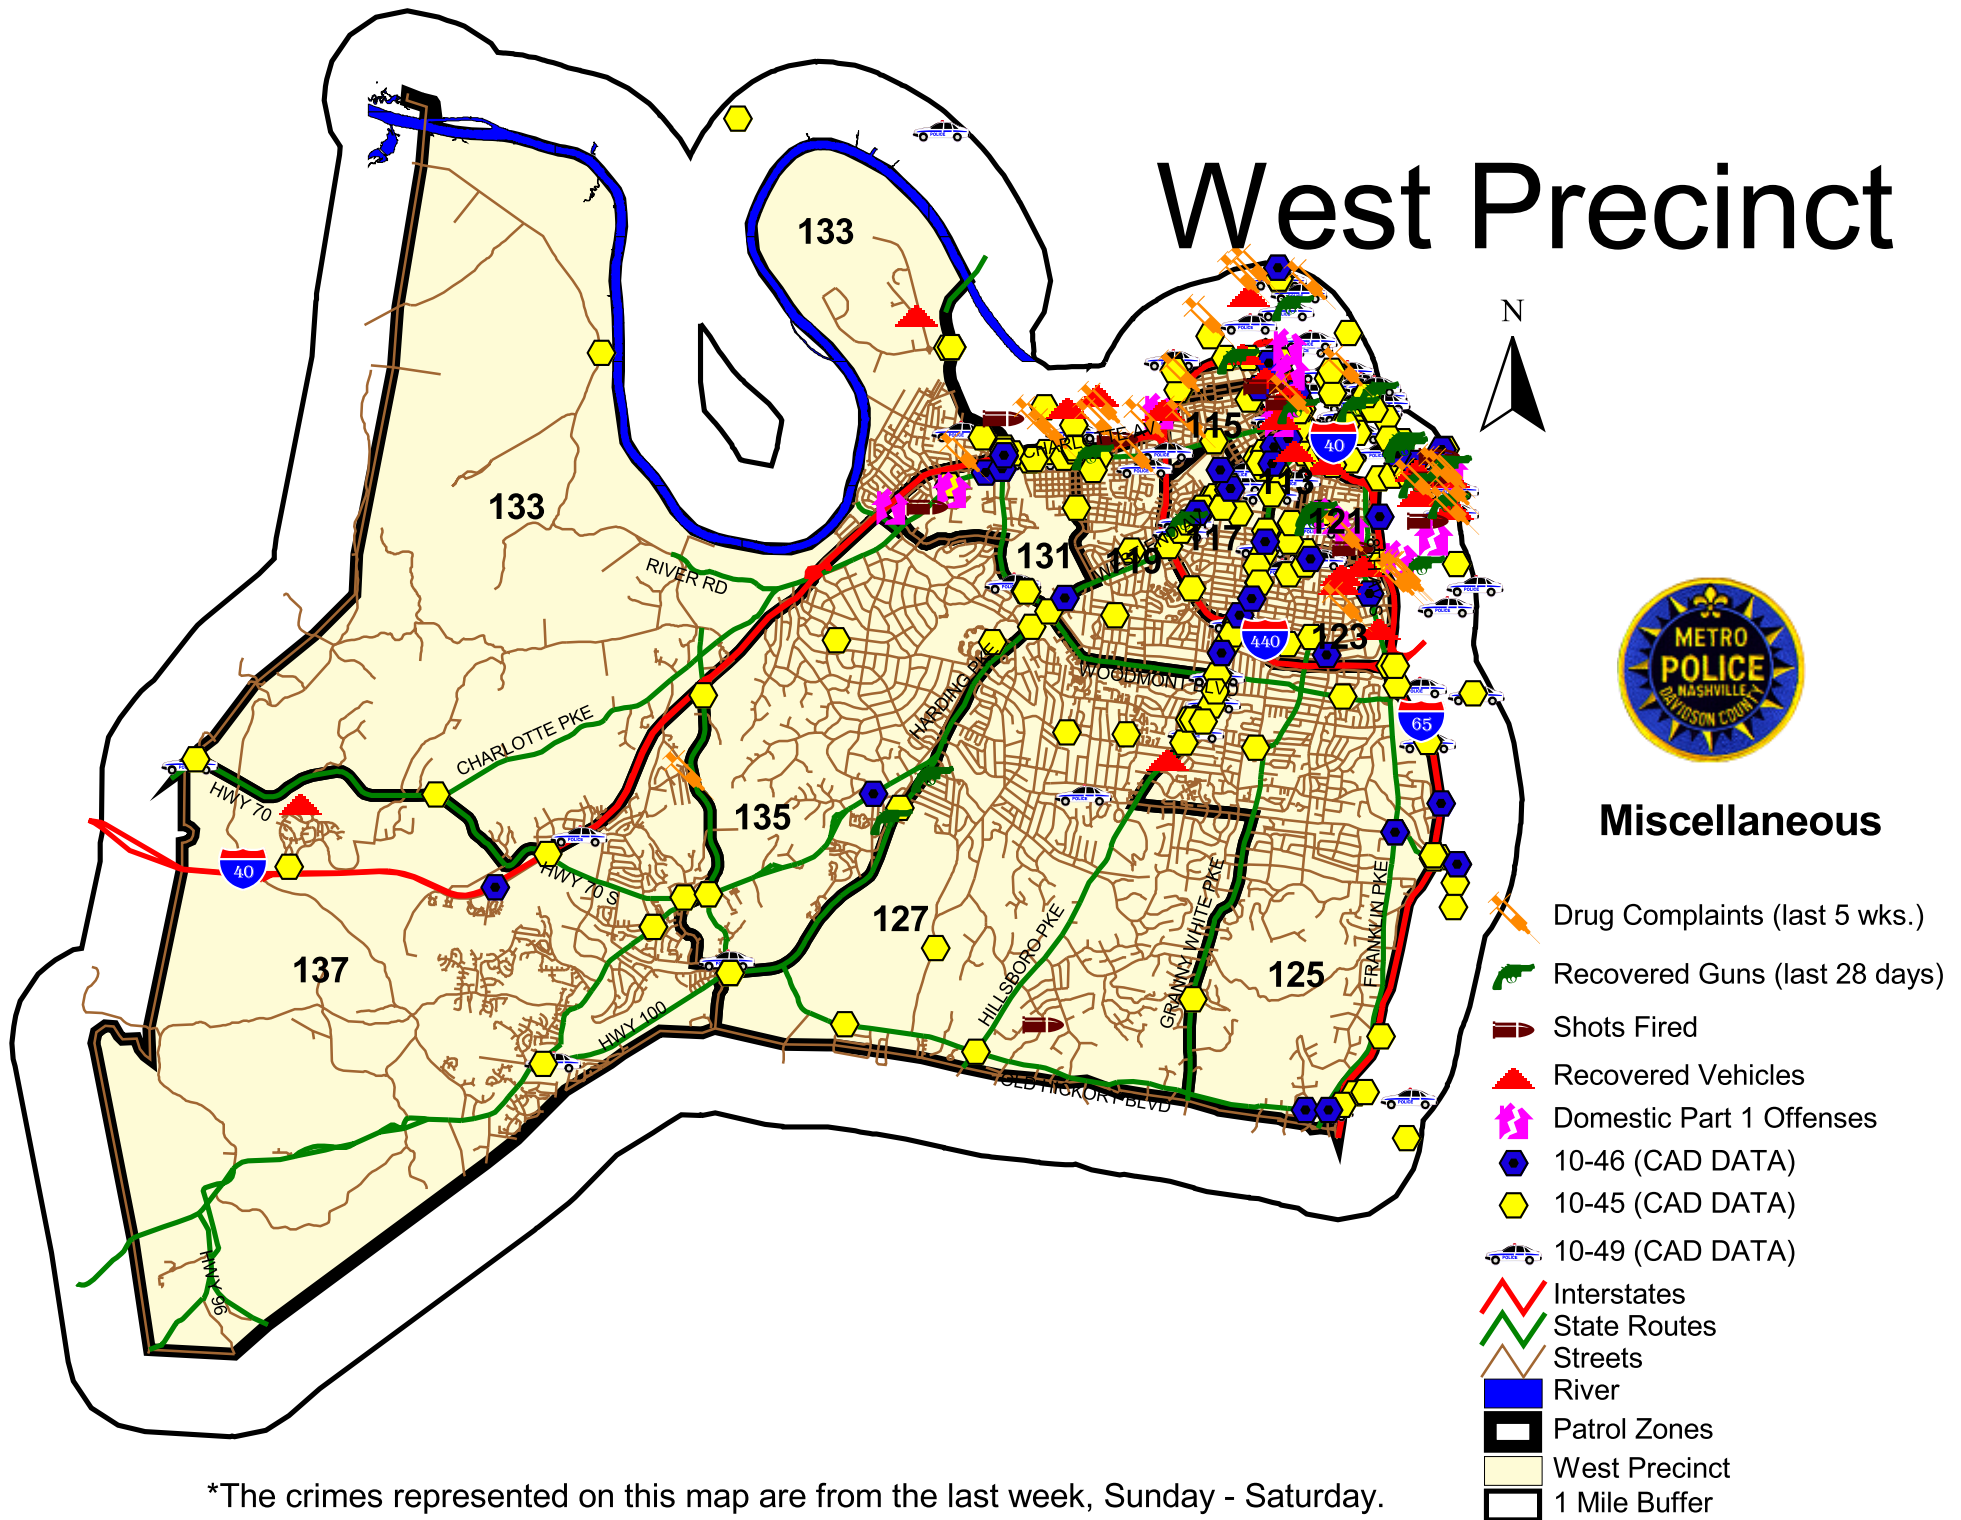 West Precinct
N
133
133
115
40
CHARLOTTE AV
113
121
117
131
119
RIVER RD
440
123
WOODMONT BLVD
65
HARDING PKE
CHARLOTTE PKE
HWY 70
135
40
HWY 70 S
127
HILLSBORO PKE
GRANNY WHITE PKE
FRANKLIN PKE
125
137
HWY 100
OLD HICKORY BLVD
HWY 96
METRO
POLICE
NASHVILLE
DAVIDSON COUNTY
Miscellaneous
Drug Complaints (last 5 wks.)
Recovered Guns (last 28 days)
Shots Fired
Recovered Vehicles
Domestic Part 1 Offenses
10-46 (CAD DATA)
10-45 (CAD DATA)
10-49 (CAD DATA)
Interstates
State Routes
Streets
River
Patrol Zones
West Precinct
1 Mile Buffer
*The crimes represented on this map are from the last week, Sunday - Saturday.